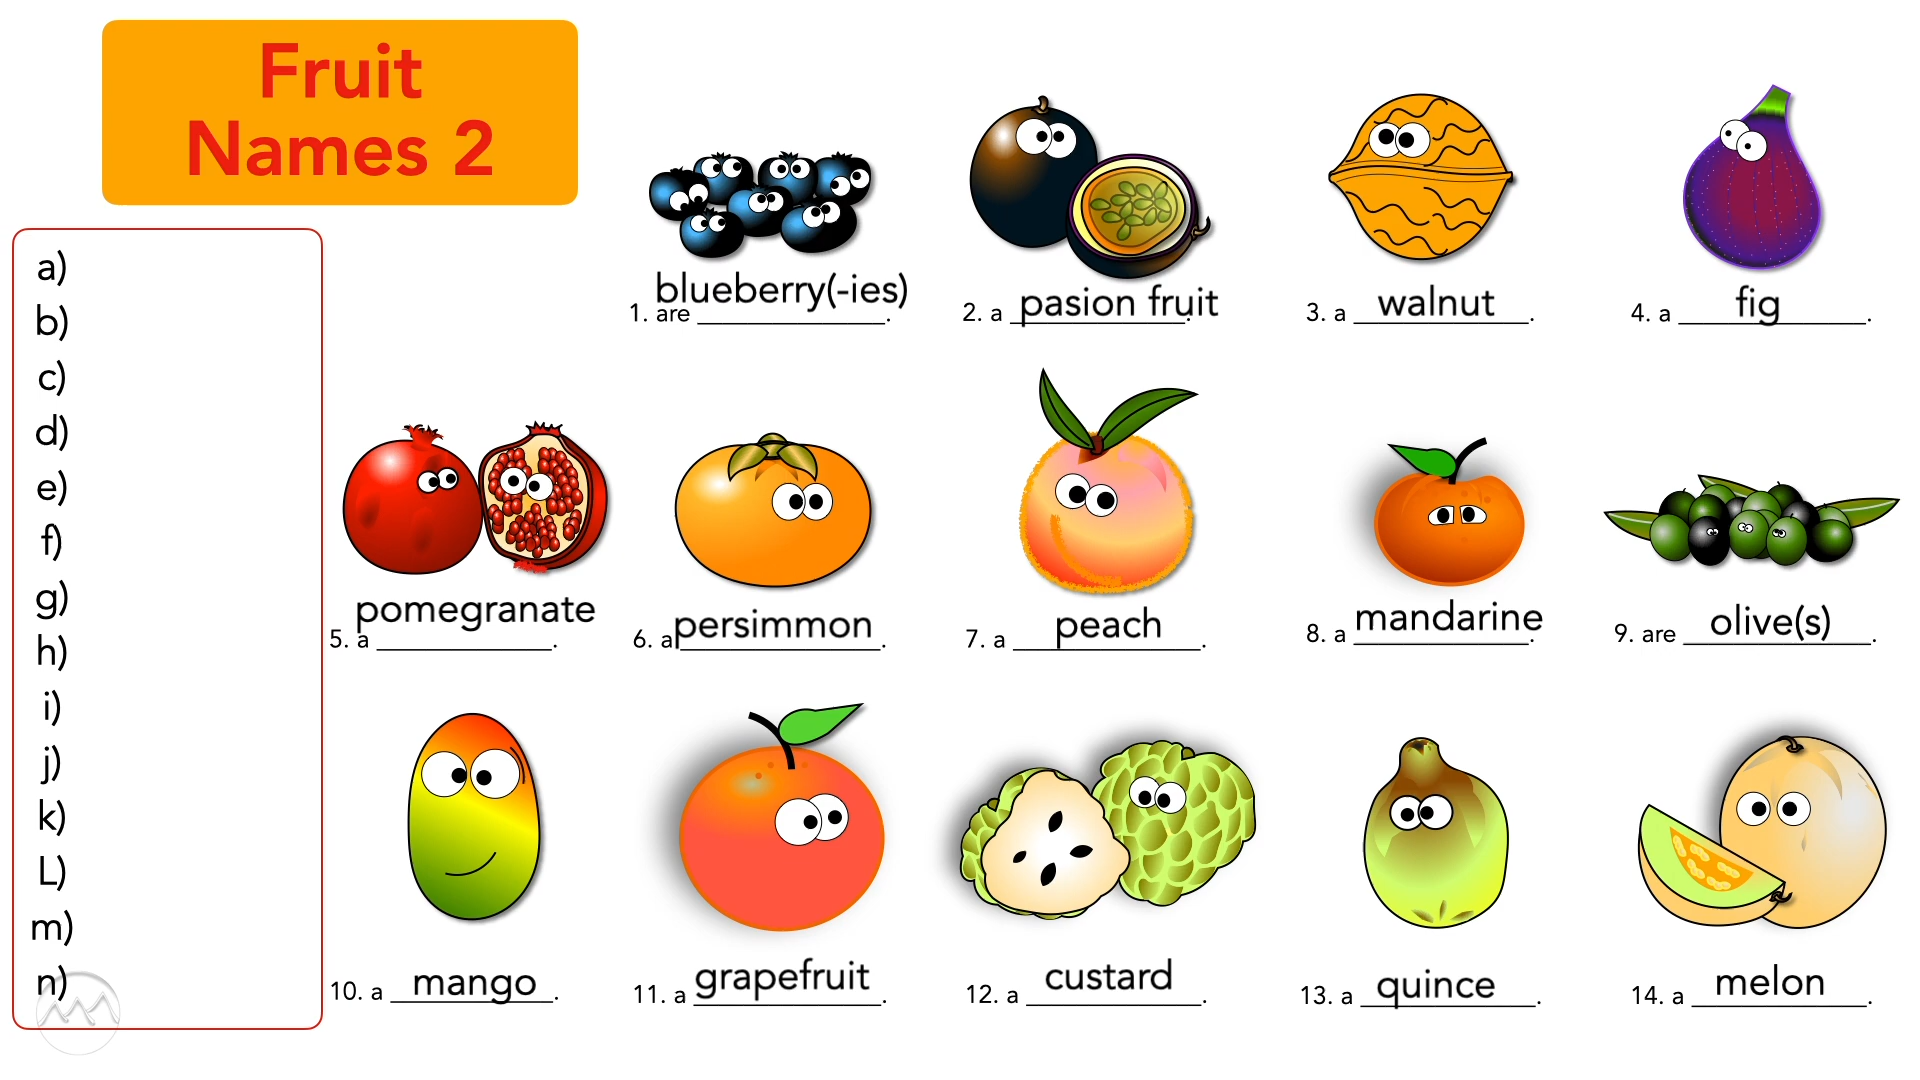 Fruit
Names 2
a)
b)
c)
d)
e)
f)
g)
h)
i)
j)
k)
L)
m)
n)
1. are blueberry(-ies).
2. a pasion fruit.
3. a walnut.
4. a fig.
5. a pomegranate.
6. a persimmon.
7. a peach.
8. a mandarine.
9. are olive(s).
10. a mango.
11. a grapefruit.
12. a custard.
13. a quince.
14. a melon.